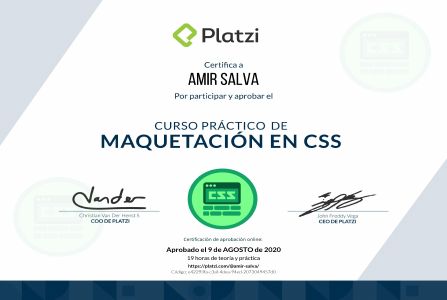 Platzi
Certifica a
AMIR SALVA
Por participar y aprobar el
CURSO PRÁCTICO DE
MAQUETACIÓN EN CSS
CSS
CSS
Christian Van Der Henst S
COO DE PLATZI
John Freddy Vega
CEO DE PLATZI
Certificación de aprobación online:
Aprobado el 9 de AGOSTO de 2020
19 horas de teoría y práctica
https://platzi.com/@amir-salva/
Código: